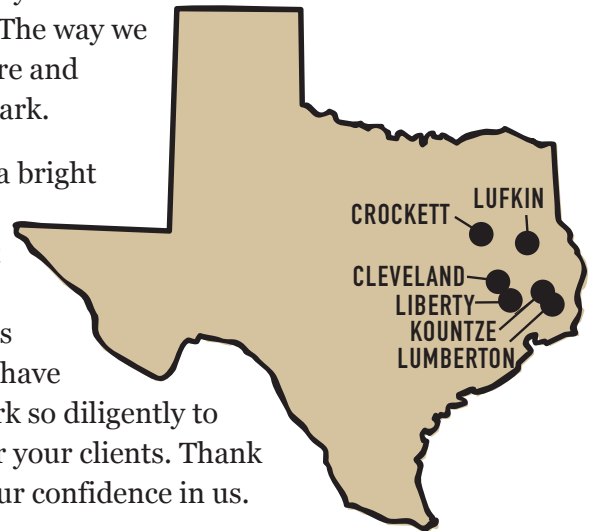 The way we
re and
ark.
a bright
s
have
rk so diligently to
r your clients. Thank
ur confidence in us.
CROCKETT
LUFKIN
CLEVELAND
LIBERTY
KOUNTZE
LUMBERTON